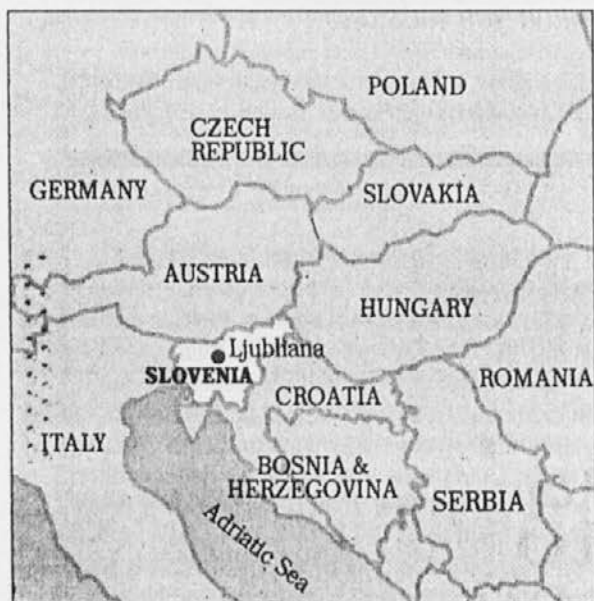 POLAND
CZECH
REPUBLIC
GERMANY
SLOVAKIA
AUSTRIA
HUNGARY
Ljubljana
SLOVENIA
ROMANIA
CROATIA
ITALY
BOSNIA &
HERZEGOVINA
SERBIA
Adriatic Sea